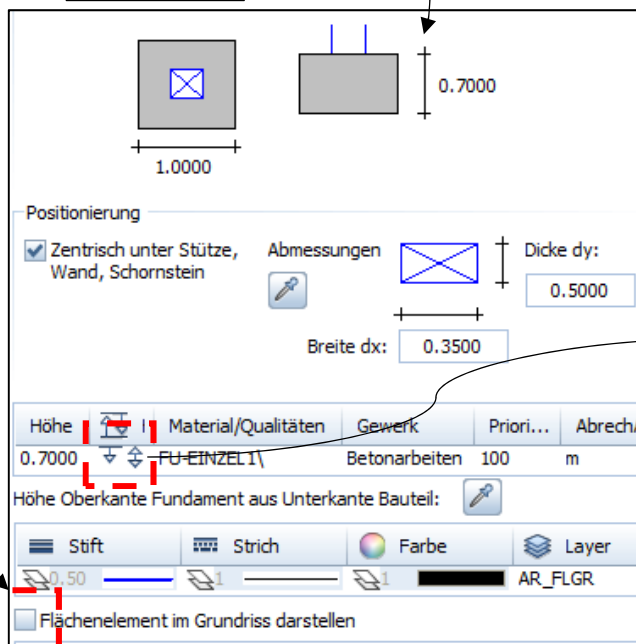 0.7000
1.0000
Positionierung
Zentrisch unter Stütze, Wand, Schornstein
Abmessungen
Dicke dy:
0.5000
Breite dx: 0.3500
Höhe Material/Qualitäten Gewerk Priori... Abrech
0.7000 FU-EINZEL1\ Betonarbeiten 100 m
Höhe Oberkante Fundament aus Unterkante Bauteil:
Stift Strich Farbe Layer
0.50 1 1 AR_FLGR
Flächenelement im Grundriss darstellen